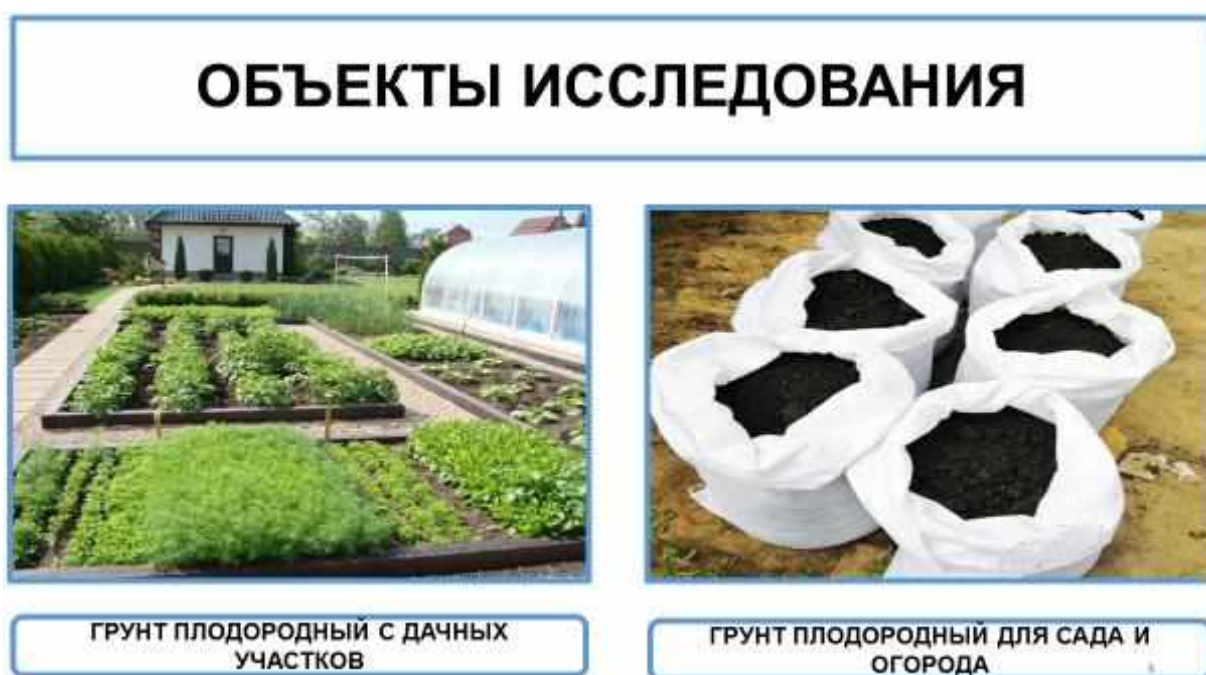 ОБЪЕКТЫ ИССЛЕДОВАНИЯ
ГРУНТ ПЛОДОРОДНЫЙ С ДАЧНЫХ
УЧАСТКОВ
ГРУНТ ПЛОДОРОДНЫЙ ДЛЯ САДА И
ОГОРОДА